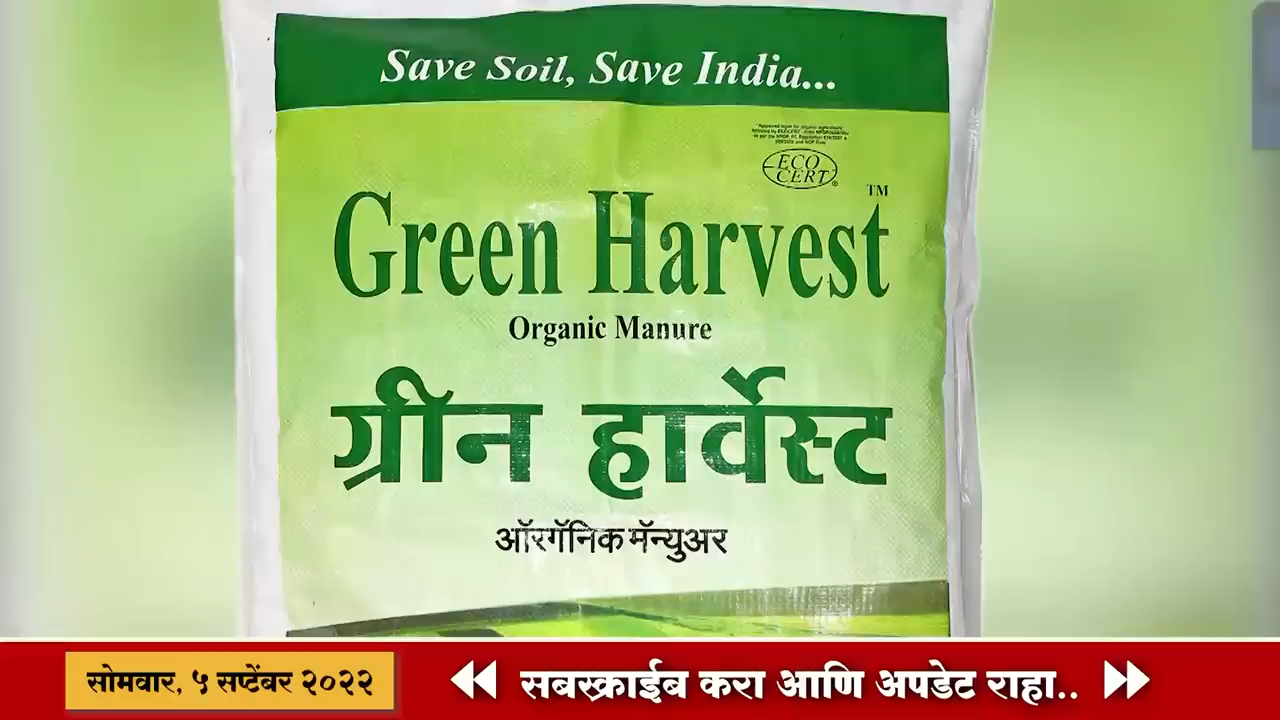 Save Soil, Save India...
ECO
CERT
®
Green Harvest
TM
Organic Manure
ग्रीन हार्वेस्ट
ऑरगॅनिक मॅन्युअर
सोमवार, ५ सप्टेंबर २०२२
सबस्क्राईब करा आणि अपडेट राहा..